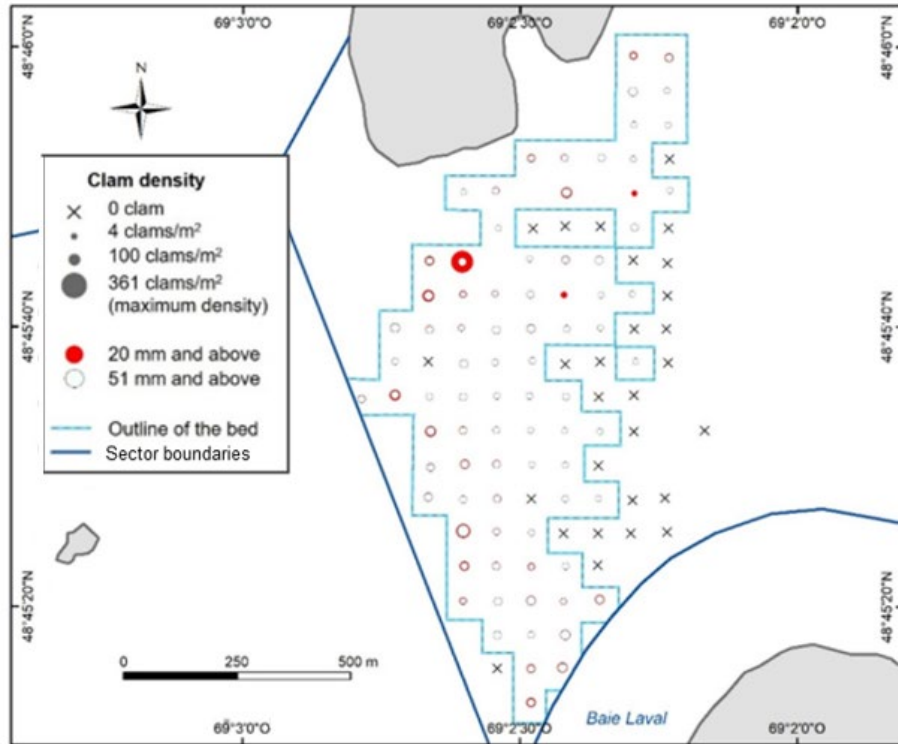 69°3'0"O 69°2'30"O 69°2'0"O
48°46'0"N 48°46'0"N
N
Clam density
0 clam
4 clams/m²
100 clams/m²
361 clams/m²
(maximum density)
20 mm and above
51 mm and above
Outline of the bed
Sector boundaries
48°45'40"N 48°45'40"N
48°45'20"N 48°45'20"N
0 250 500 m
Baie Laval
69°3'0"O 69°2'30"O 69°2'0"O